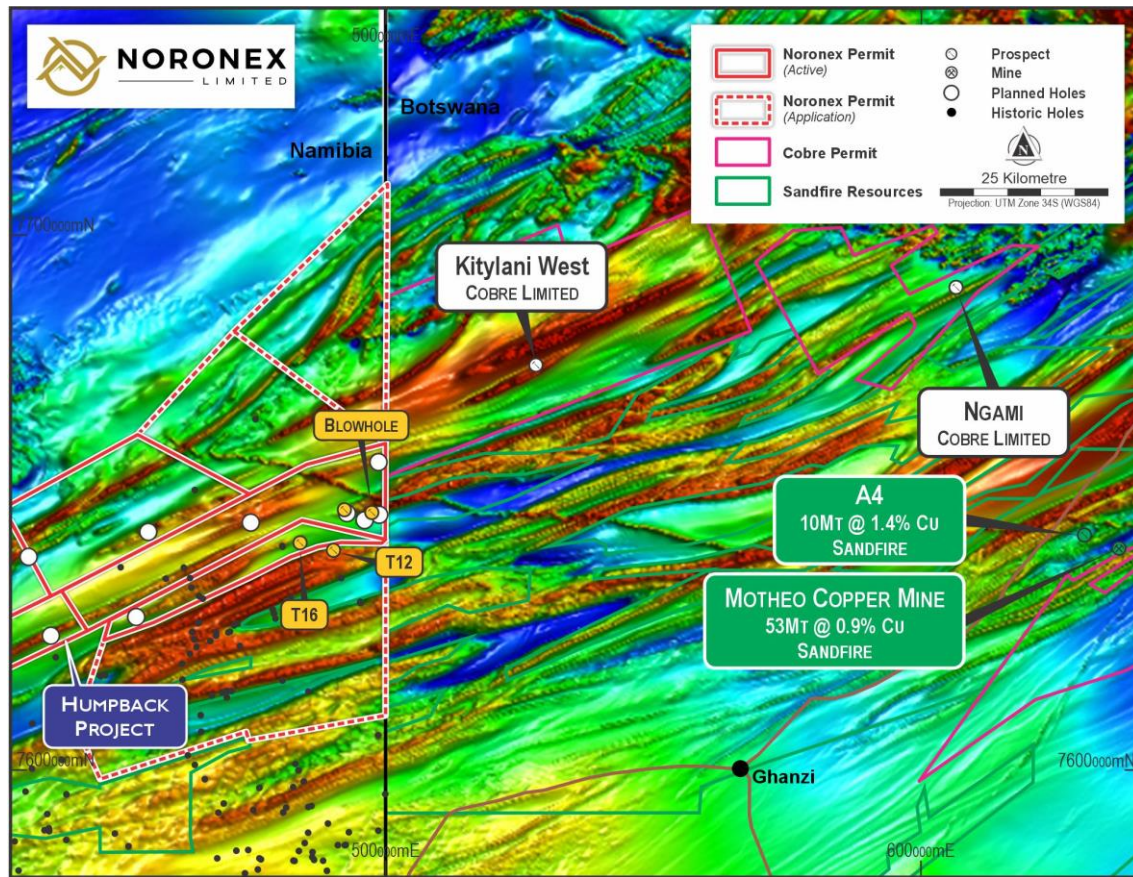 NORONEX
LIMITED
500000mE
Botswana
Namibia
Noronex Permit
(Active)
Noronex Permit
(Application)
Cobre Permit
Sandfire Resources
Prospect
Mine
Planned Holes
Historic Holes
N
25 Kilometre
Projection: UTM Zone 34S (WGS84)
7700000mN
Kitylani West
COBRE LIMITED
NGAMI
COBRE LIMITED
BLOWHOLE
A4
10MT @ 1.4% CU
SANDFIRE
T12
T16
MOTHEO COPPER MINE
53MT @ 0.9% CU
SANDFIRE
HUMPBACK
PROJECT
7600000mN
7600000mN
Ghanzi
500000mE
600000mE